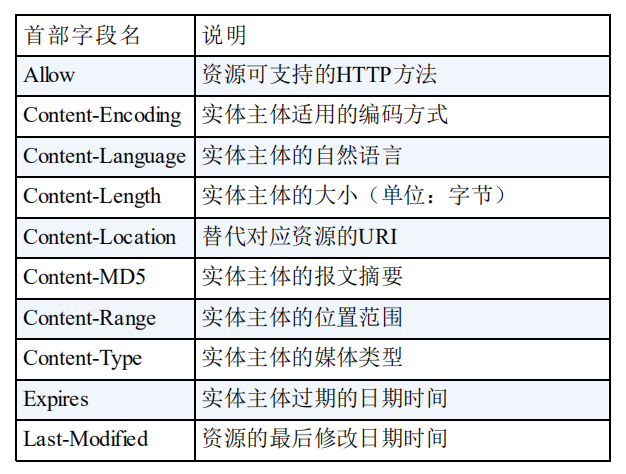 首部字段名 说明
Allow 资源可支持的HTTP方法
Content-Encoding 实体主体适用的编码方式
Content-Language 实体主体的自然语言
Content-Length 实体主体的大小（单位：字节）
Content-Location 替代对应资源的URI
Content-MD5 实体主体的报文摘要
Content-Range 实体主体的位置范围
Content-Type 实体主体的媒体类型
Expires 实体主体过期的日期时间
Last-Modified 资源的最后修改日期时间